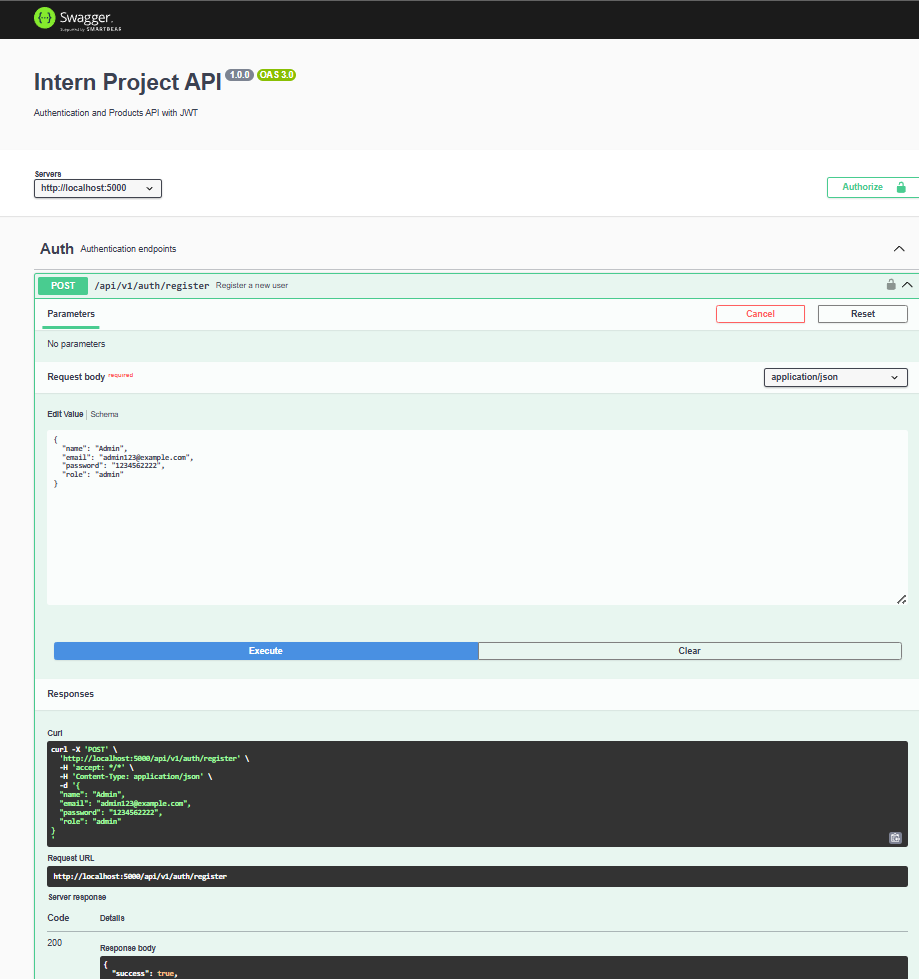 Swagger.
Supported by SMARTBEAR
Intern Project API 1.0.0 OAS 3.0
Authentication and Products API with JWT
Servers
http://localhost:5000
Authorize
Auth Authentication endpoints
POST /api/v1/auth/register Register a new user
Parameters Cancel Reset
No parameters
Request body required application/json
Edit Value | Schema
{
  "name": "Admin",
  "email": "admin123@example.com",
  "password": "1234562222",
  "role": "admin"
}
Execute Clear
Responses
Curl
curl -X 'POST' \
  'http://localhost:5000/api/v1/auth/register' \
  -H 'accept: */*' \
  -H 'Content-Type: application/json' \
  -d '{
  "name": "Admin",
  "email": "admin123@example.com",
  "password": "1234562222",
  "role": "admin"
}
'
Request URL
http://localhost:5000/api/v1/auth/register
Server response
Code Details
200
Response body
{
  "success": true,